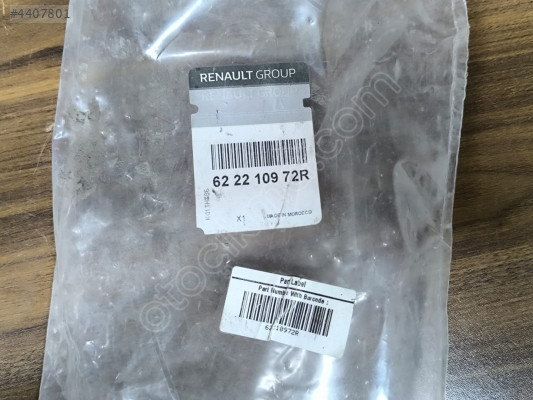 #4407801
RENAULT GROUP
62 22 109 72R
X1
MADE IN MOROCCO
Part Label
Part Number With Barcode :
622210972R